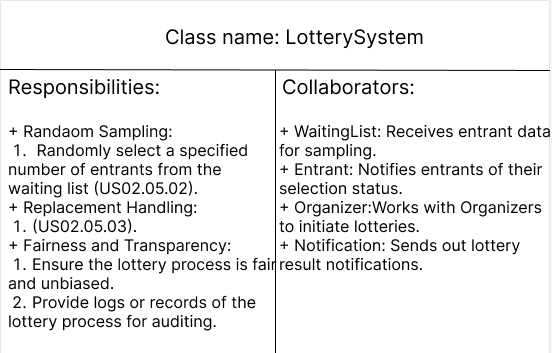 Class name: LotterySystem
Responsibilities:
+ Randaom Sampling:
1. Randomly select a specified
number of entrants from the
waiting list (US02.05.02).
+ Replacement Handling:
1. (US02.05.03).
+ Fairness and Transparency:
1. Ensure the lottery process is fair
and unbiased.
2. Provide logs or records of the
lottery process for auditing.
Collaborators:
+ WaitingList: Receives entrant data
for sampling.
+ Entrant: Notifies entrants of their
selection status.
+ Organizer:Works with Organizers
to initiate lotteries.
+ Notification: Sends out lottery
result notifications.